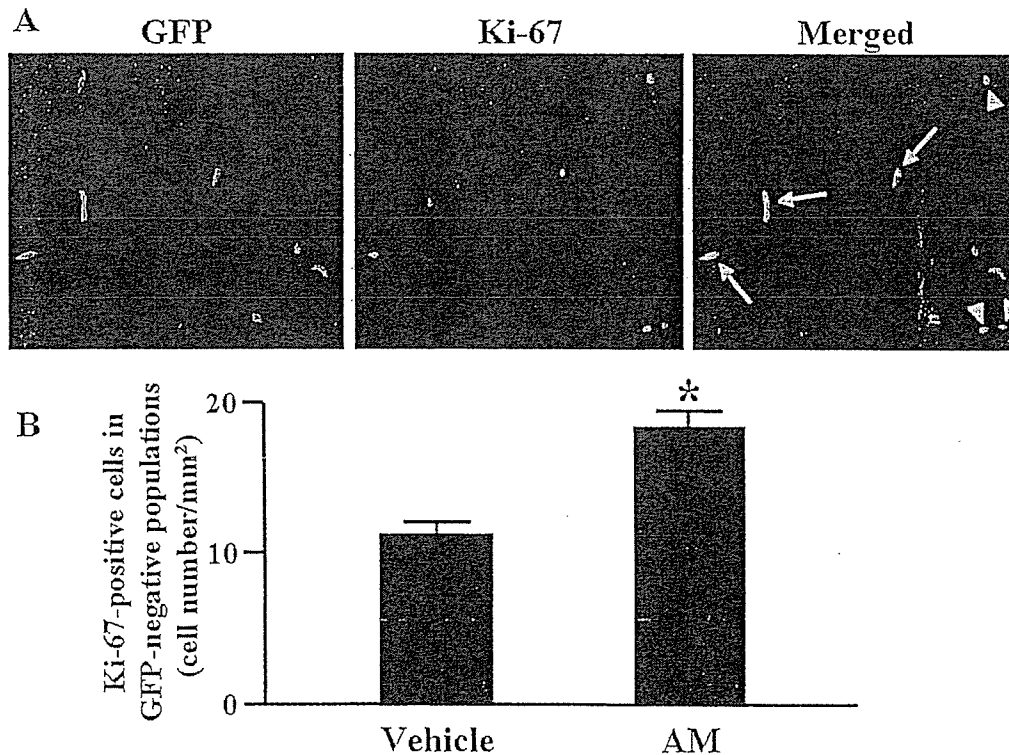 A
GFP
Ki-67
Merged
B
Ki-67-positive cells in
GFP-negative populations
(cell number/mm²)
20
10
0
*
Vehicle
AM